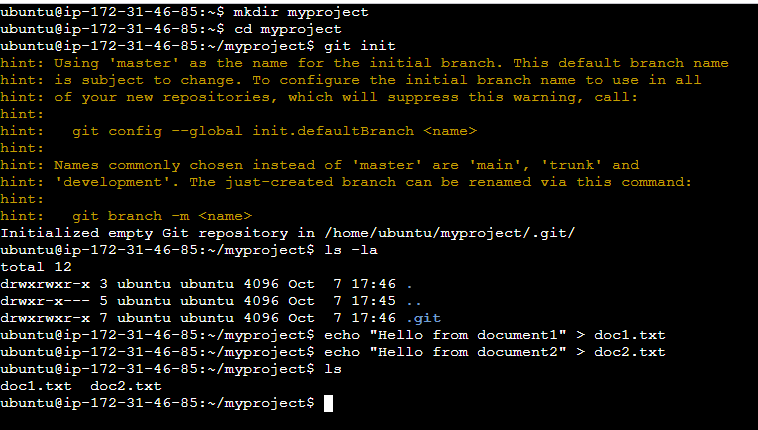 ubuntu@ip-172-31-46-85:~$ mkdir myproject
ubuntu@ip-172-31-46-85:~$ cd myproject
ubuntu@ip-172-31-46-85:~/myproject$ git init
hint: Using 'master' as the name for the initial branch. This default branch name
hint: is subject to change. To configure the initial branch name to use in all
hint: of your new repositories, which will suppress this warning, call:
hint:
hint:   git config --global init.defaultBranch <name>
hint:
hint: Names commonly chosen instead of 'master' are 'main', 'trunk' and
hint: 'development'. The just-created branch can be renamed via this command:
hint:
hint:   git branch -m <name>
Initialized empty Git repository in /home/ubuntu/myproject/.git/
ubuntu@ip-172-31-46-85:~/myproject$ ls -la
total 12
drwxrwxr-x 3 ubuntu ubuntu 4096 Oct  7 17:46 .
drwxr-x--- 5 ubuntu ubuntu 4096 Oct  7 17:45 ..
drwxrwxr-x 7 ubuntu ubuntu 4096 Oct  7 17:46 .git
ubuntu@ip-172-31-46-85:~/myproject$ echo "Hello from document1" > doc1.txt
ubuntu@ip-172-31-46-85:~/myproject$ echo "Hello from document2" > doc2.txt
ubuntu@ip-172-31-46-85:~/myproject$ ls
doc1.txt  doc2.txt
ubuntu@ip-172-31-46-85:~/myproject$